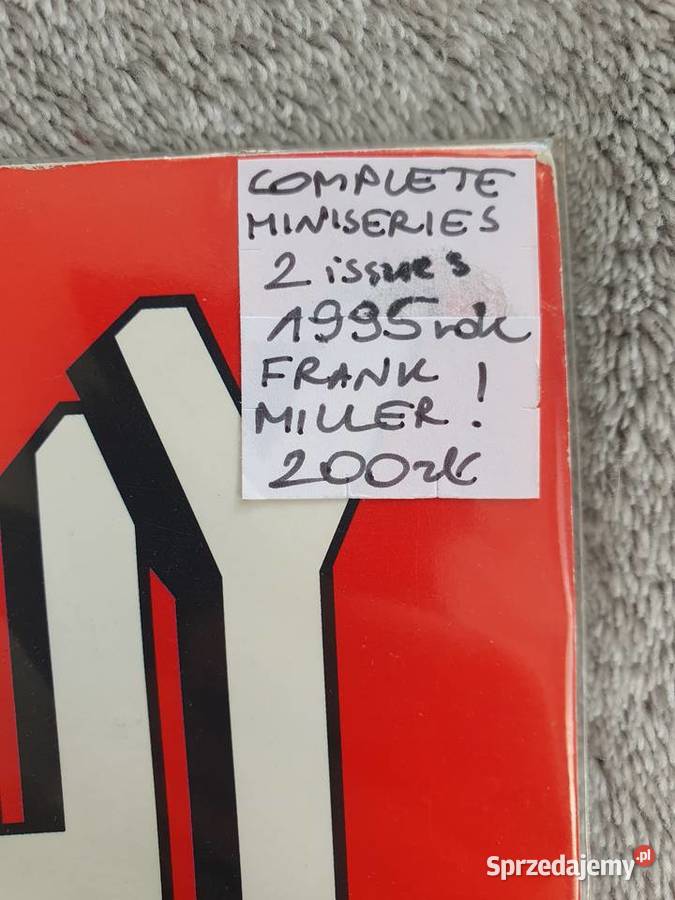 COMPLETE
MINISERIES
2 issues
1995 rok
FRANK
MILLER!
200zł
Y
Sprzedajemy.pl